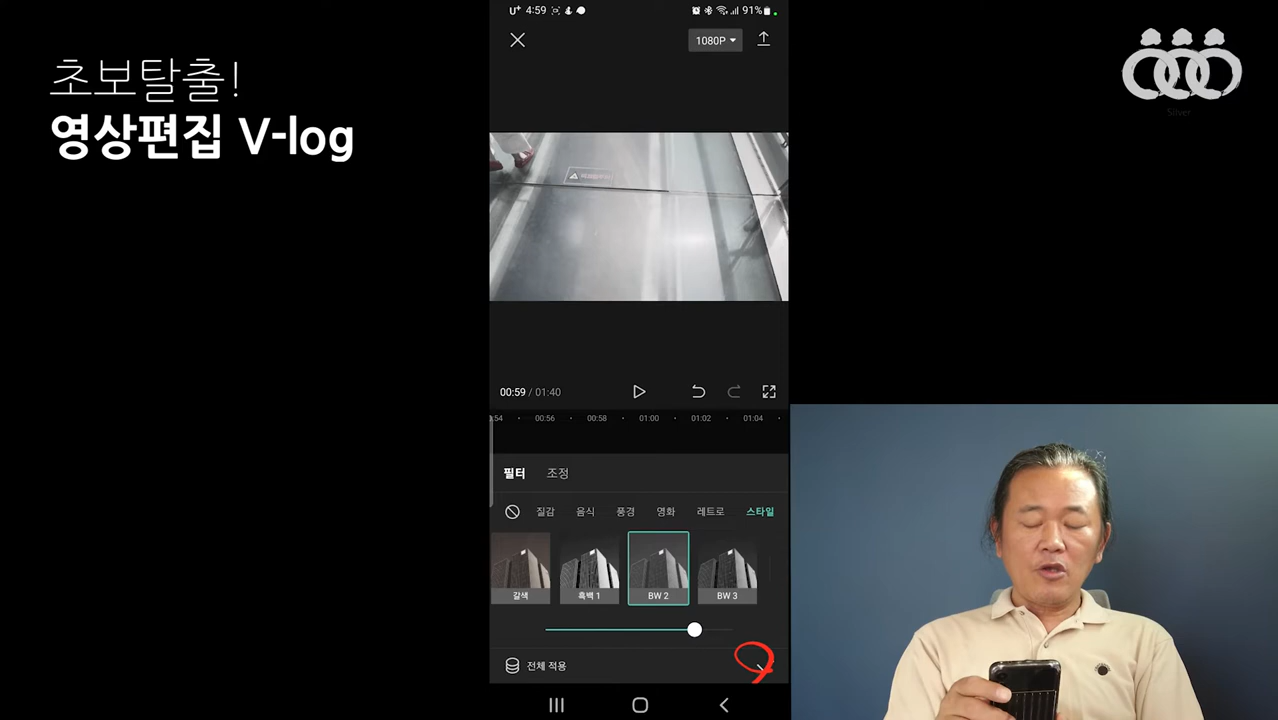 초보탈출!
영상편집 V-log
Silver
U+ 4:59
91%
1080P
00:59 / 01:40
:54 00:56 00:58 01:00 01:02 01:04
필터 조정
질감 음식 풍경 영화 레트로 스타일
갈색 흑백 1 BW 2 BW 3
전체 적용